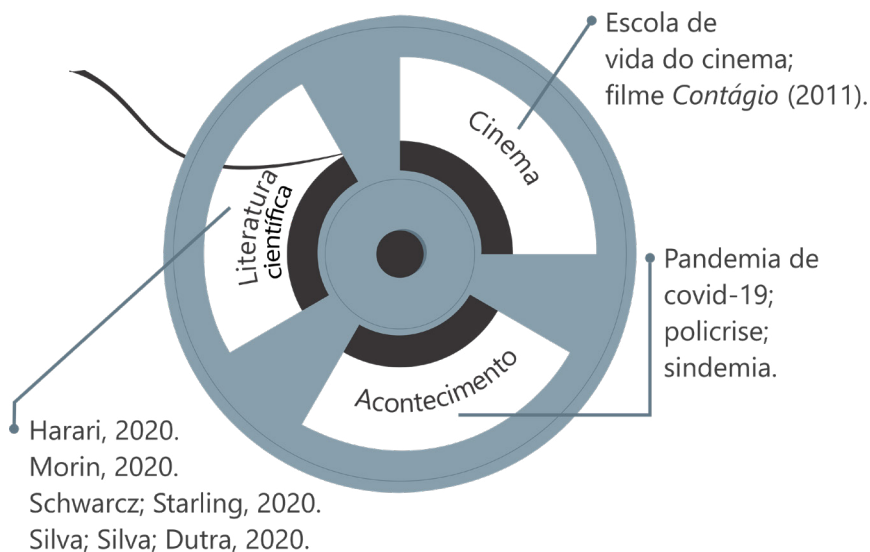 Escola de
vida do cinema;
filme Contágio (2011).
Cinema
Literatura
científica
Pandemia de
covid-19;
policrise;
sindemia.
Acontecimento
Harari, 2020.
Morin, 2020.
Schwarcz; Starling, 2020.
Silva; Silva; Dutra, 2020.